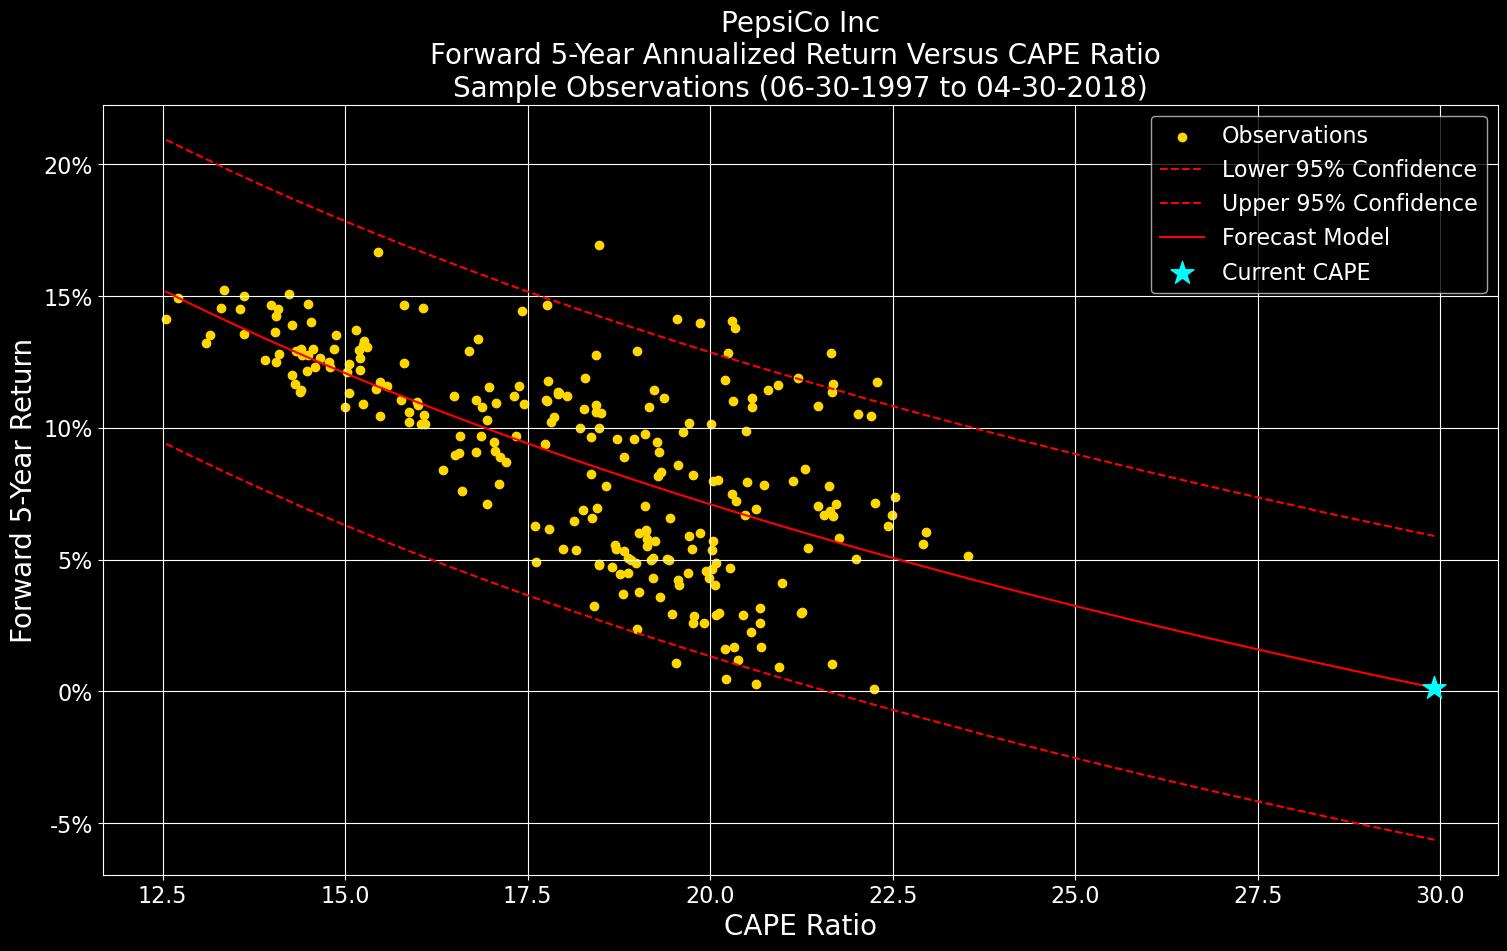 PepsiCo Inc
Forward 5-Year Annualized Return Versus CAPE Ratio
Sample Observations (06-30-1997 to 04-30-2018)
Observations
Lower 95% Confidence
Upper 95% Confidence
Forecast Model
Current CAPE
Forward 5-Year Return
20%
15%
10%
5%
0%
-5%
12.5 15.0 17.5 20.0 22.5 25.0 27.5 30.0
CAPE Ratio